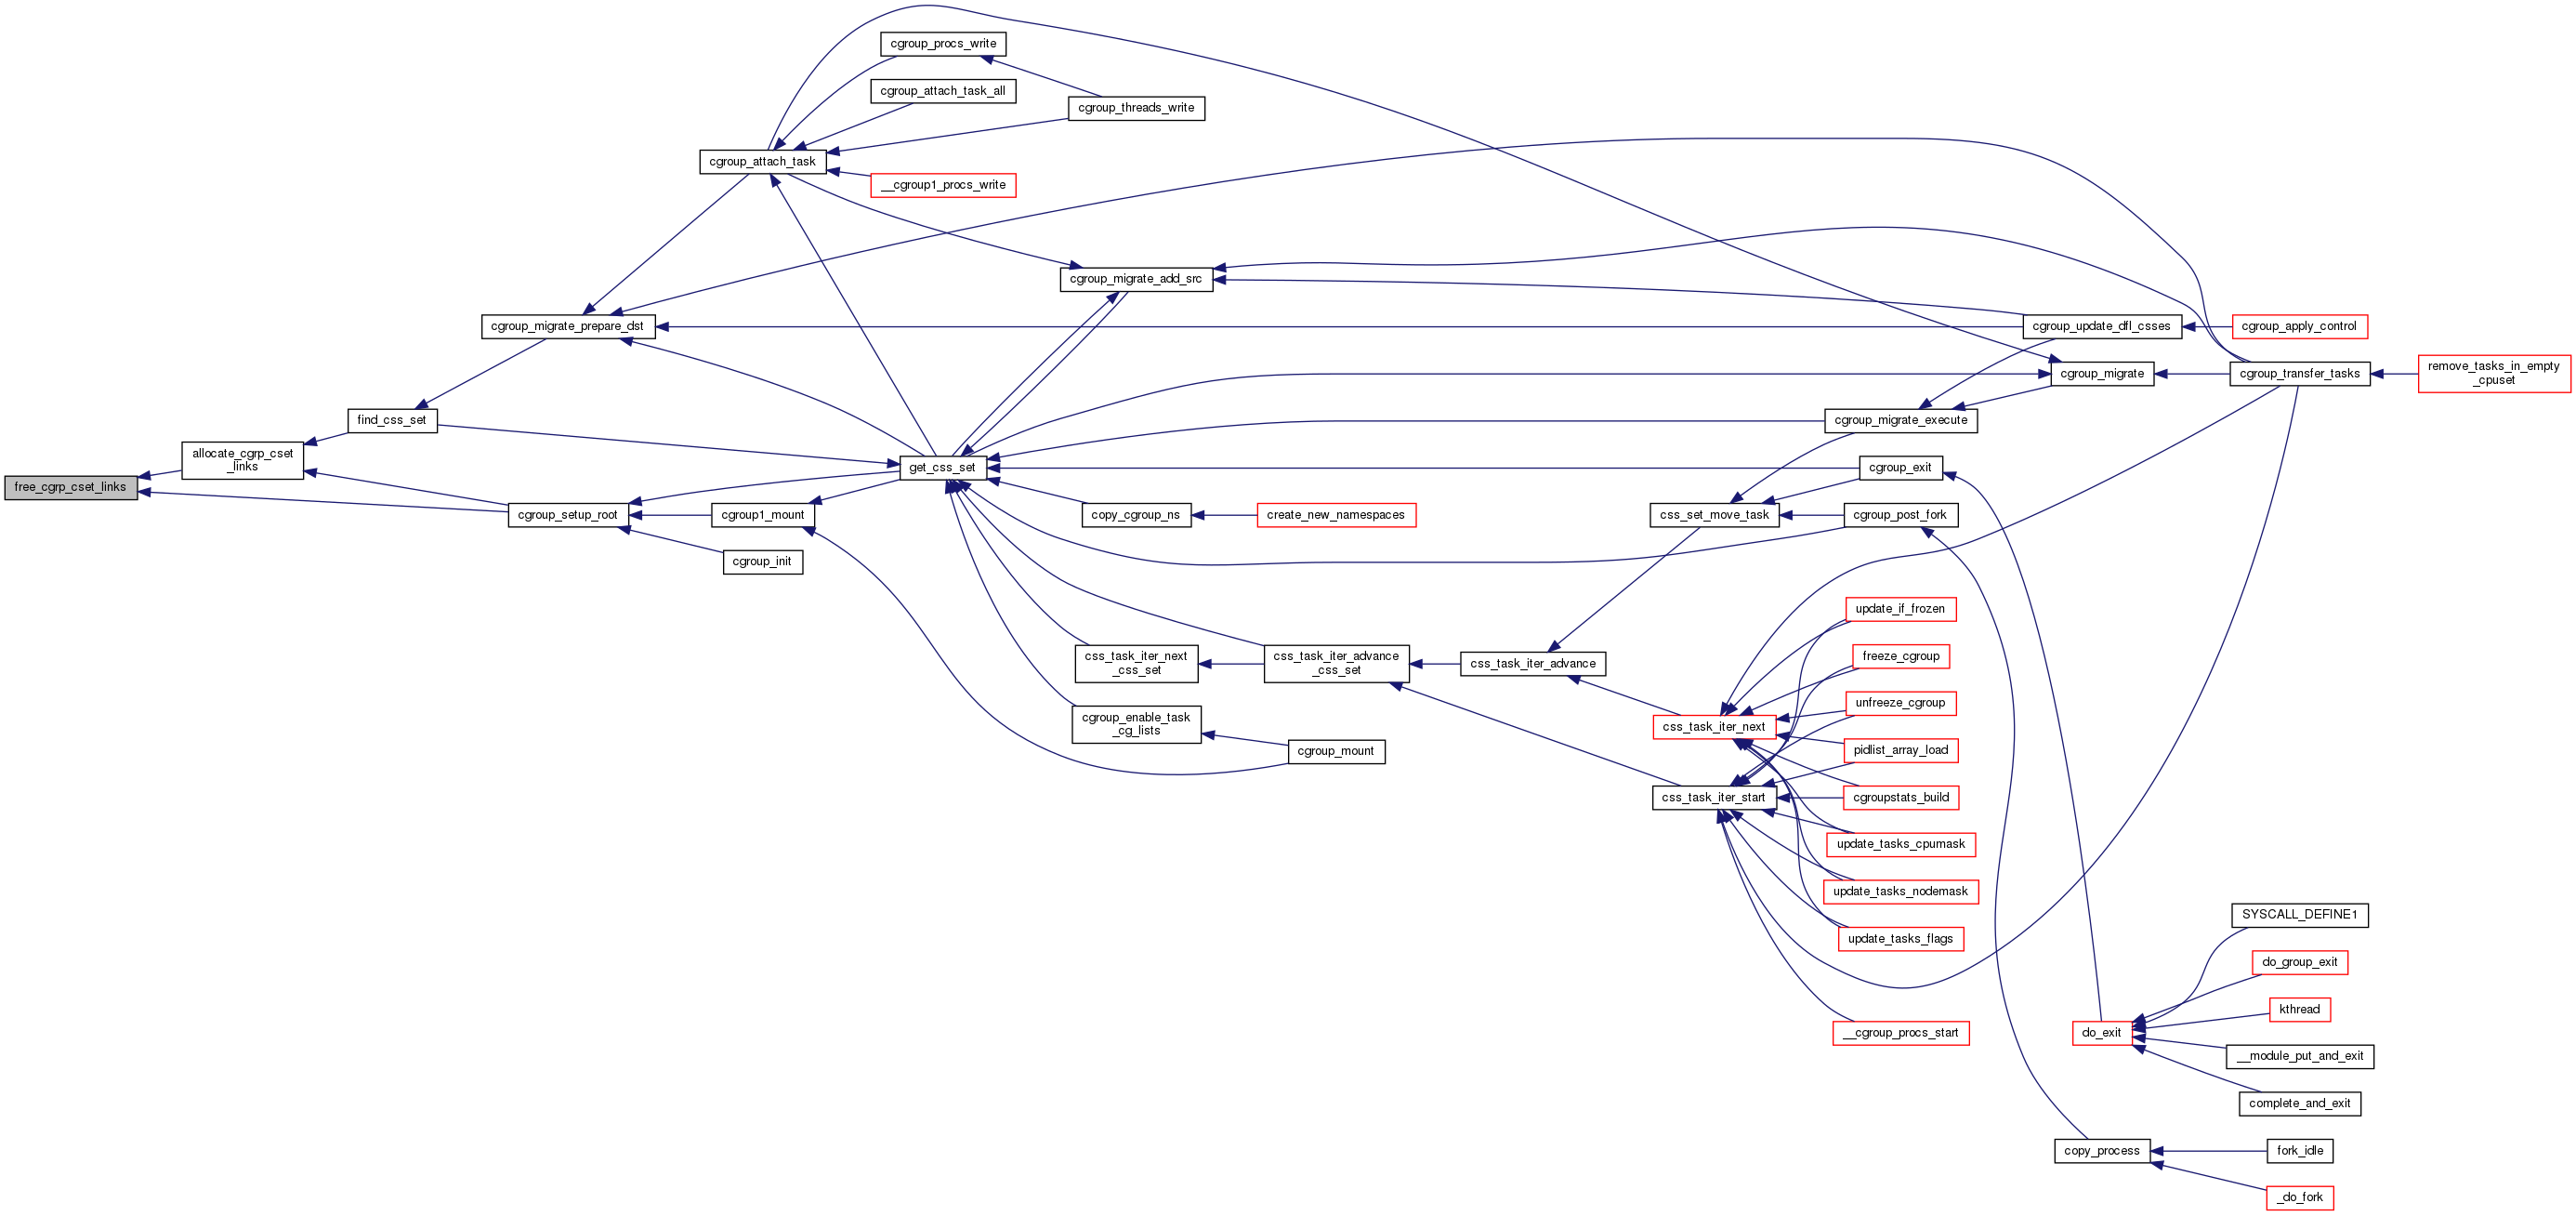 free_cgrp_cset_links
allocate_cgrp_cset
_links
find_css_set
cgroup_migrate_prepare_dst
cgroup_setup_root
cgroup_attach_task
cgroup1_mount
cgroup_init
cgroup_procs_write
cgroup_attach_task_all
__cgroup1_procs_write
get_css_set
cgroup_threads_write
cgroup_migrate_add_src
copy_cgroup_ns
css_task_iter_next
_css_set
cgroup_enable_task
_cg_lists
create_new_namespaces
css_task_iter_advance
_css_set
cgroup_mount
css_task_iter_advance
css_set_move_task
css_task_iter_next
css_task_iter_start
cgroup_migrate_execute
cgroup_exit
cgroup_post_fork
update_if_frozen
freeze_cgroup
unfreeze_cgroup
pidlist_array_load
cgroupstats_build
update_tasks_cpumask
update_tasks_nodemask
update_tasks_flags
__cgroup_procs_start
cgroup_update_dfl_csses
cgroup_migrate
do_exit
copy_process
cgroup_apply_control
cgroup_transfer_tasks
SYSCALL_DEFINE1
do_group_exit
kthread
__module_put_and_exit
complete_and_exit
fork_idle
_do_fork
remove_tasks_in_empty
_cpuset